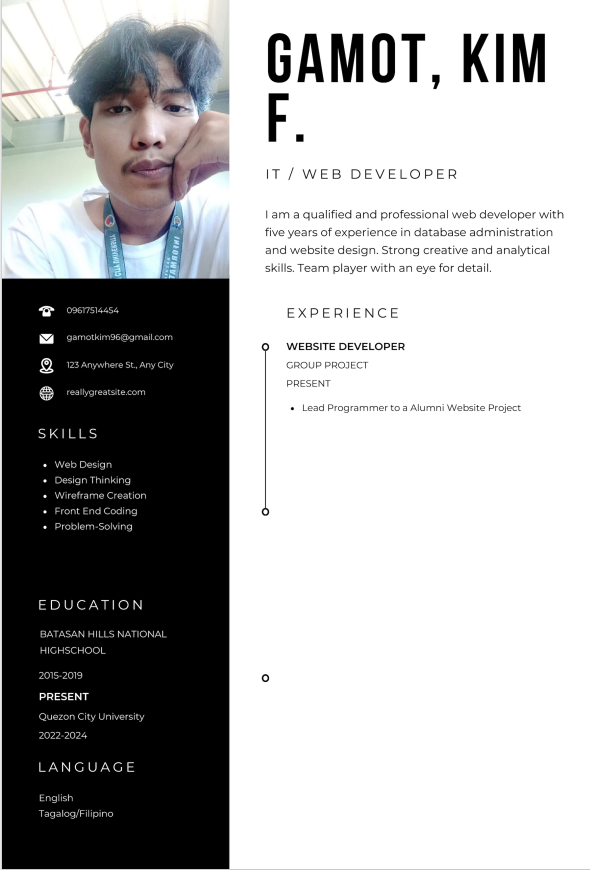 GAMOT, KIM
F.
IT / WEB DEVELOPER
I am a qualified and professional web developer with
five years of experience in database administration
and website design. Strong creative and analytical
skills. Team player with an eye for detail.
09617514454
gamotkim96@gmail.com
123 Anywhere St., Any City
reallygreatsite.com
SKILLS
• Web Design
• Design Thinking
• Wireframe Creation
• Front End Coding
• Problem-Solving
EDUCATION
BATASAN HILLS NATIONAL
HIGHSCHOOL
2015-2019
PRESENT
Quezon City University
2022-2024
LANGUAGE
English
Tagalog/Filipino
EXPERIENCE
WEBSITE DEVELOPER
GROUP PROJECT
PRESENT
• Lead Programmer to a Alumni Website Project